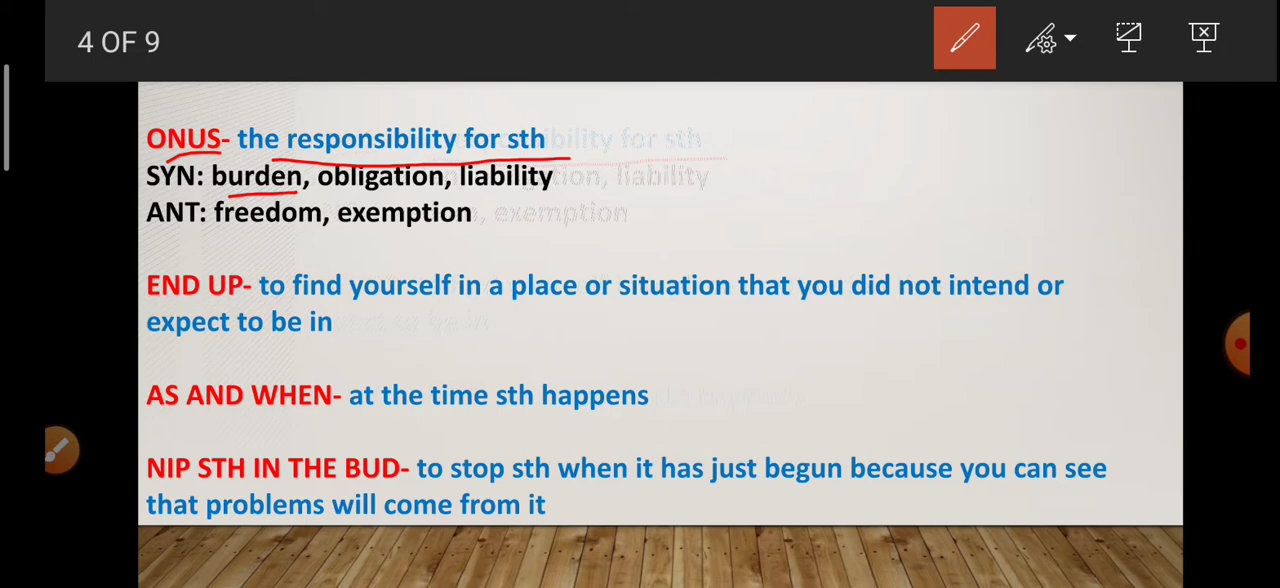 4 OF 9
ONUS- the responsibility for sth
SYN: burden, obligation, liability
ANT: freedom, exemption
END UP- to find yourself in a place or situation that you did not intend or
expect to be in
AS AND WHEN- at the time sth happens
NIP STH IN THE BUD- to stop sth when it has just begun because you can see
that problems will come from it